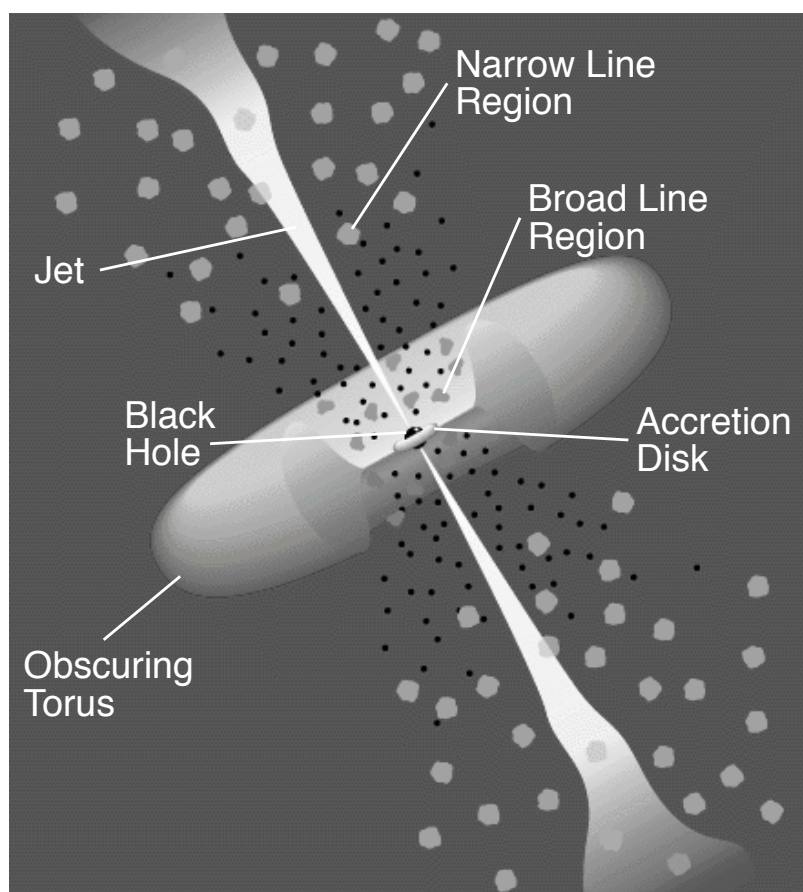 Narrow Line
Region
Broad Line
Region
Jet
Black
Hole
Accretion
Disk
Obscuring
Torus